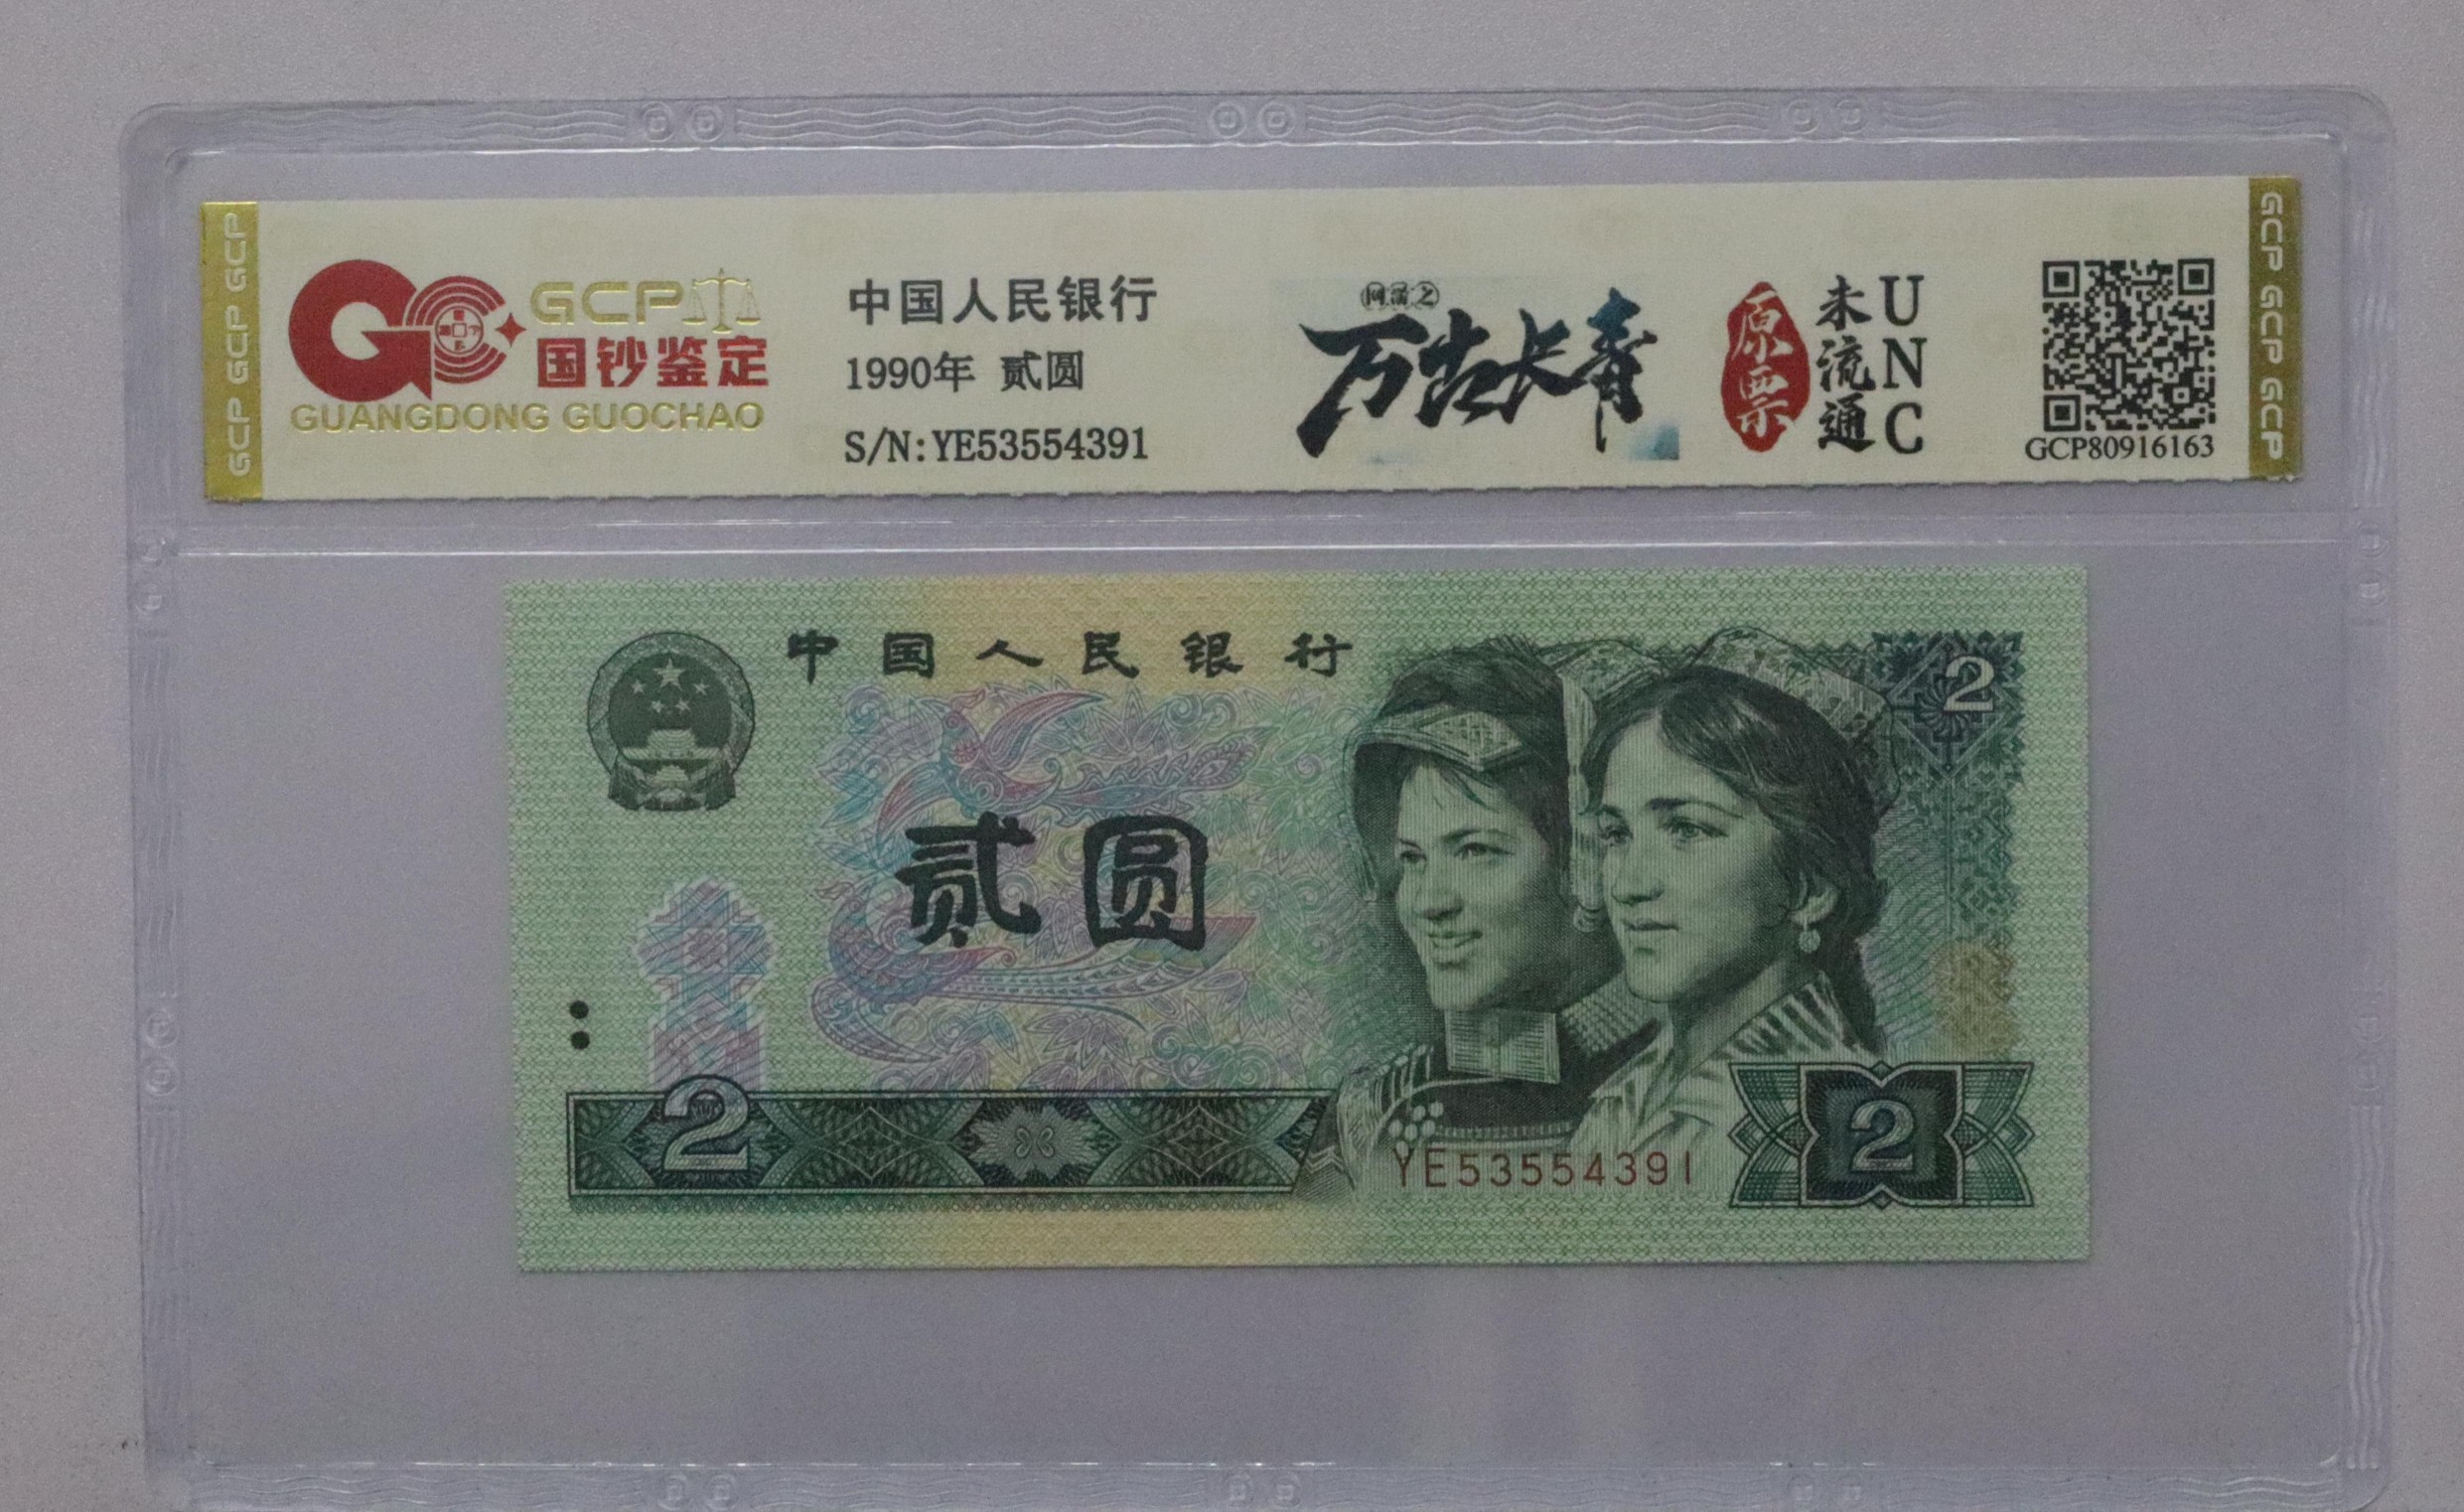 GCP GCP GCP
GCP
国钞鉴定
GUANGDONG GUOCHAO
中国人民银行
1990年 贰圆
S/N:YE53554391
万古长青
原票
未流通
UNC
GCP80916163
GCP GCP GCP
中国人民银行
2
贰圆
2
YE53554391
2